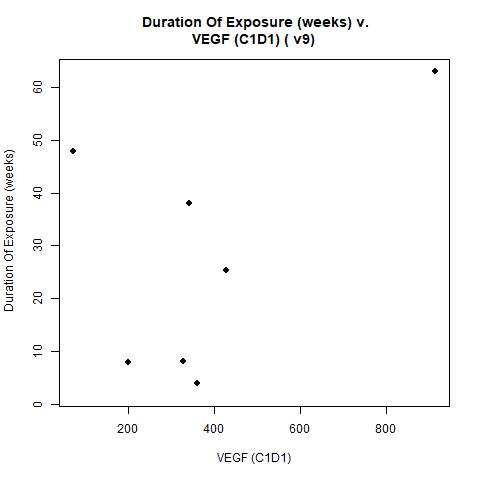 Duration Of Exposure (weeks) v.
VEGF (C1D1) ( v9)
Duration Of Exposure (weeks)
60
50
40
30
20
10
0
200 400 600 800
VEGF (C1D1)